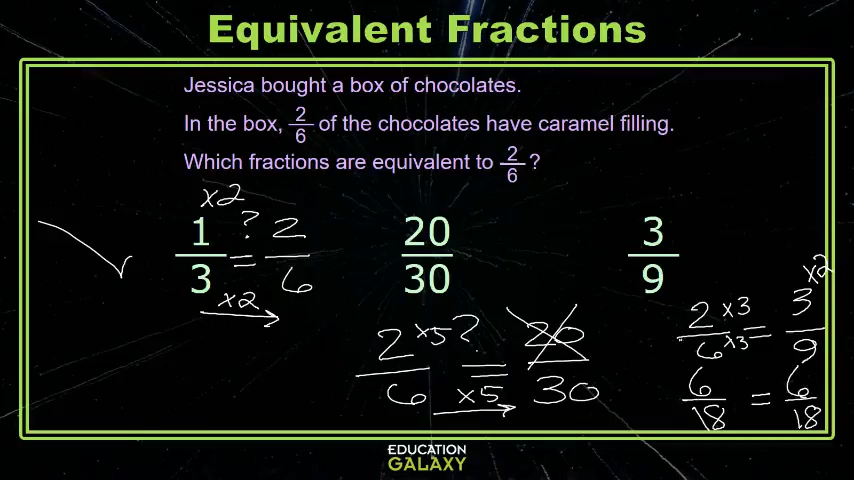 Equivalent Fractions
Jessica bought a box of chocolates.
In the box, 2/6 of the chocolates have caramel filling.
Which fractions are equivalent to 2/6 ?
x2
1/3 ?= 2/6
x2
20/30
3/9
2/6 x5 ?= 20/30
x5
x2
2/6 x3 x3 = 3/9
6/18 = 6/18
EDUCATION
GALAXY